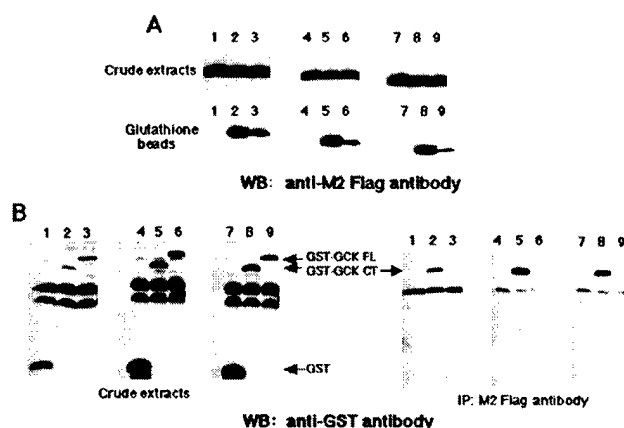 A
1 2 3 4 5 6 7 8 9
Crude extracts
1 2 3 4 5 6 7 8 9
Glutathione
beads
WB: anti-M2 Flag antibody
B
1 2 3 4 5 6 7 8 9 1 2 3 4 5 6 7 8 9
GST-GCK FL
GST-GCK CT
GST
Crude extracts
IP: M2 Flag antibody
WB: anti-GST antibody